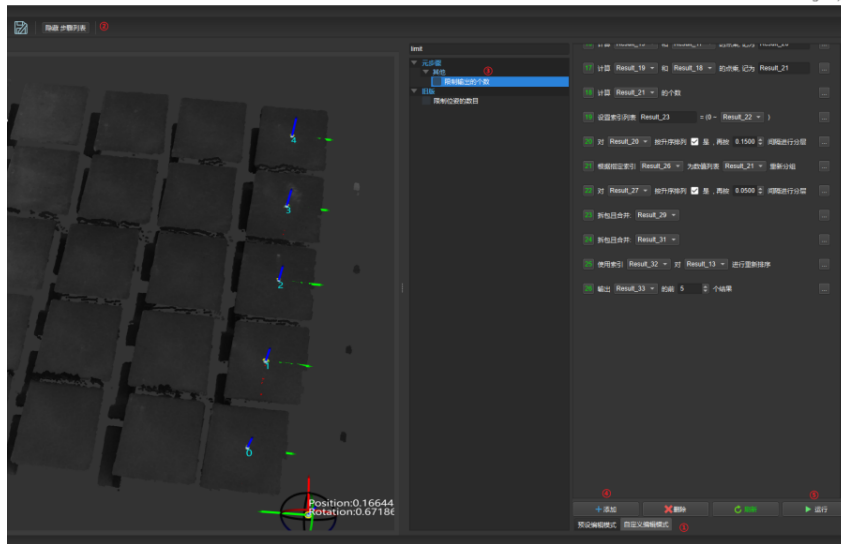 隐藏 步骤列表 ②
limit
元步骤
其他 ③
限制输出的个数
旧版
限制位姿的数目
17 计算 Result_19 和 Result_18 的点乘, 记为 Result_21
18 计算 Result_21 的个数
19 设置索引列表 Result_23 = (0 ~ Result_22 )
20 对 Result_20 按升序排列 是 , 再按 0.1500 间隔进行分层
21 根据指定索引 Result_26 为数值列表 Result_21 重新分组
22 对 Result_27 按升序排列 是 , 再按 0.0500 间隔进行分层
23 拆包且合并 Result_29
24 拆包且合并 Result_31
25 使用索引 Result_32 对 Result_13 进行重新排序
26 输出 Result_33 的前 5 个结果
4
3
2
1
0
Position:0.16644
Rotation:0.67186
④ ⑤
添加 删除 刷新 运行
预设编辑模式 自定义编辑模式 ①